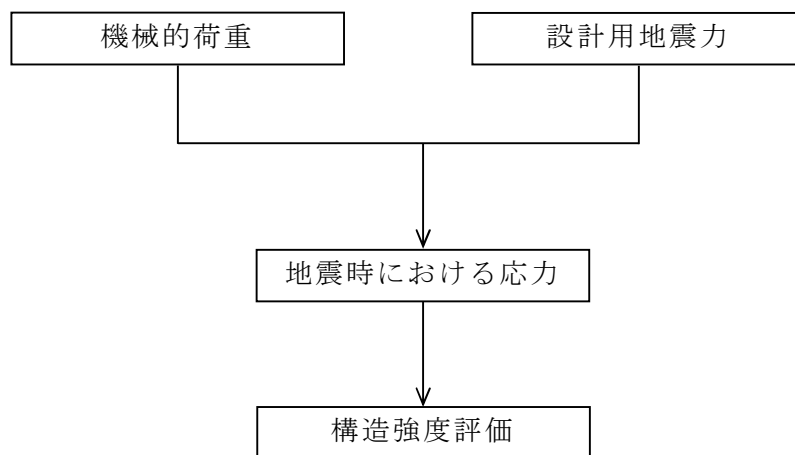 機械的荷重
設計用地震力
地震時における応力
構造強度評価